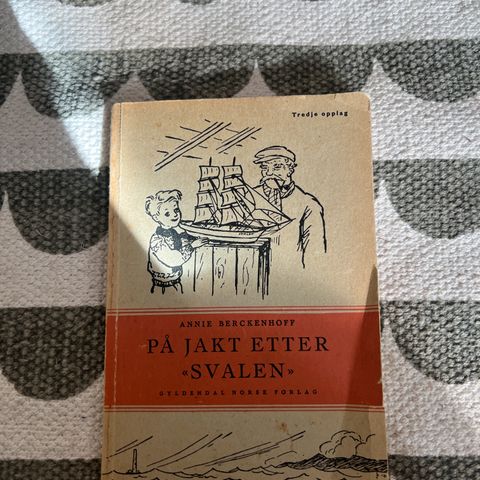 Tredje opplag
ANNIE BERCKENHOFF
PÅ JAKT ETTER
«SVALEN»
GYLDENDAL NORSK FORLAG